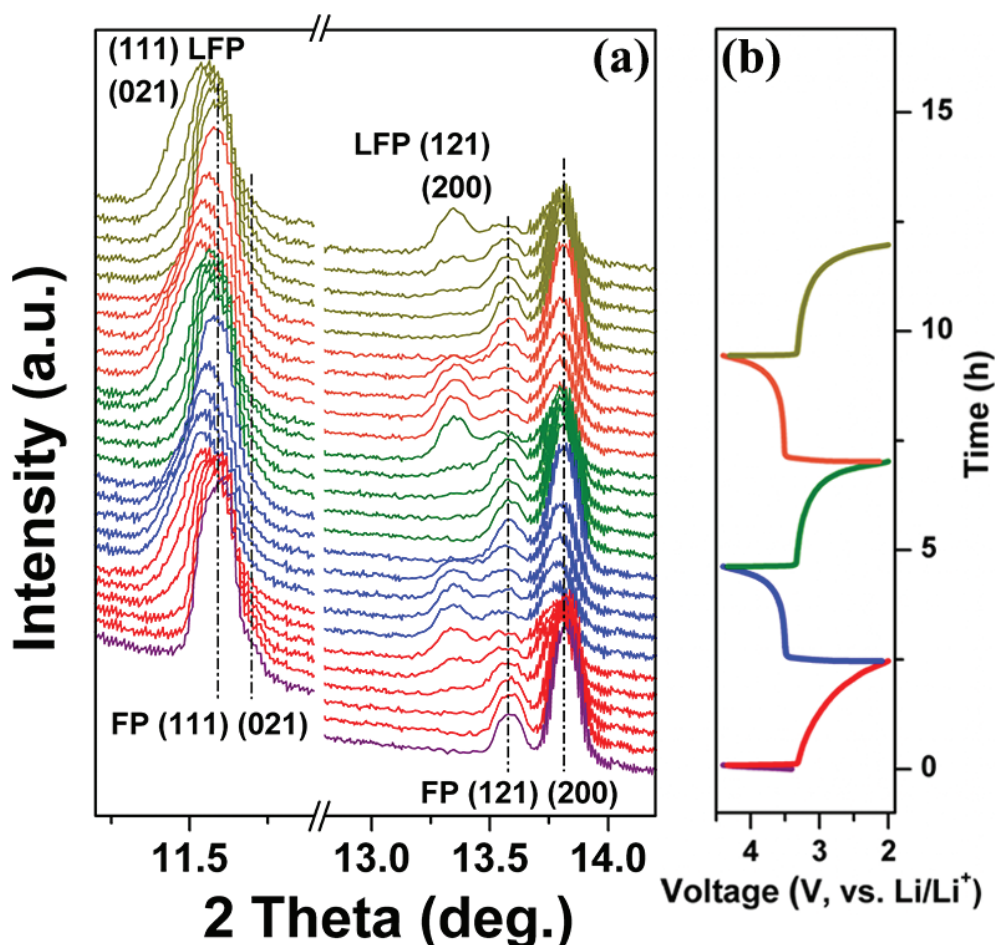 (a)
(b)
(111) LFP
(021)
LFP (121)
(200)
FP (111) (021)
FP (121) (200)
Intensity (a.u.)
11.5
13.0
13.5
14.0
2 Theta (deg.)
15
10
5
0
Time (h)
4
3
2
Voltage (V, vs. Li/Li⁺)